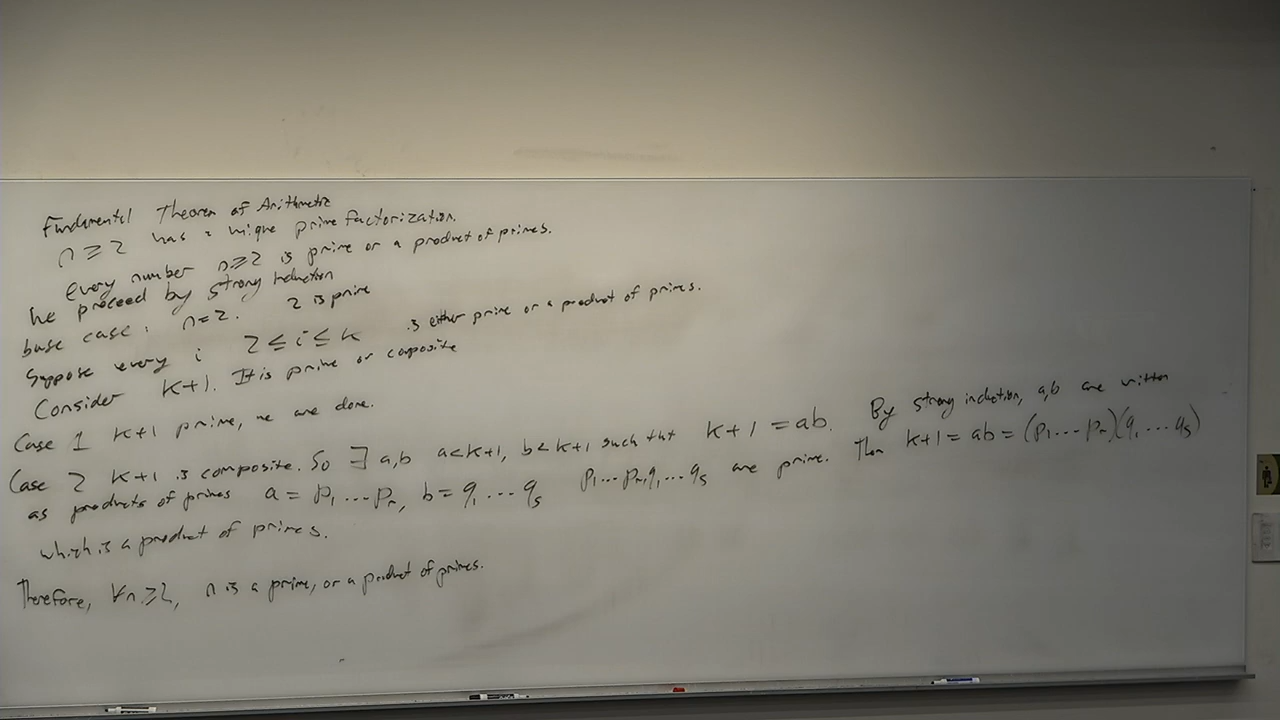 Fundamental Theorem of Arithmetic
n ≥ 2 has a unique prime factorization.
every number n ≥ 2 is prime or a product of primes.
We proceed by strong induction
base case: n=2. 2 is prime
Suppose every i 2 ≤ i ≤ k is either prime or a product of primes.
Consider k+1. It is prime or composite
Case 1 k+1 prime, we are done.
Case 2 k+1 is composite. So ∃ a,b a<k+1, b<k+1 such that k+1 = ab. By strong induction, a,b are written
as products of primes a = p₁ ... pᵣ, b = q₁ ... qₛ p₁...pᵣ,q₁...qₛ are prime. Then k+1 = ab = (p₁...pᵣ)(q₁ ... qₛ)
which is a product of primes.
Therefore, ∀n ≥ 2, n is a prime, or a product of primes.